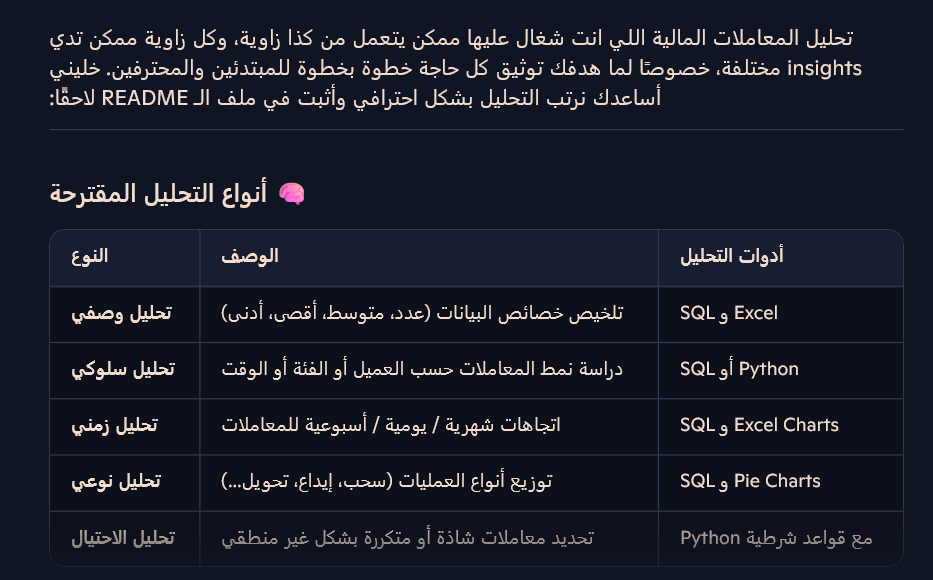 تحليل المعاملات المالية اللي انت شغال عليها ممكن يتعمل من كذا زاوية، وكل زاوية ممكن تدي
insights مختلفة، خصوصًا لما هدفك توثيق كل حاجة خطوة بخطوة للمبتدئين والمحترفين. خليني
أساعدك نرتب التحليل بشكل احترافي وأثبت في ملف الـ README لاحقًا:
🧠 أنواع التحليل المقترحة
النوع الوصف أدوات التحليل
تحليل وصفي تلخيص خصائص البيانات (عدد، متوسط، أقصى، أدنى) SQL و Excel
تحليل سلوكي دراسة نمط المعاملات حسب العميل أو الفئة أو الوقت SQL أو Python
تحليل زمني اتجاهات شهرية / يومية / أسبوعية للمعاملات SQL و Excel Charts
تحليل نوعي توزيع أنواع العمليات (سحب، إيداع، تحويل...) SQL و Pie Charts
تحليل الاحتيال تحديد معاملات شاذة أو متكررة بشكل غير منطقي Python مع قواعد شرطية